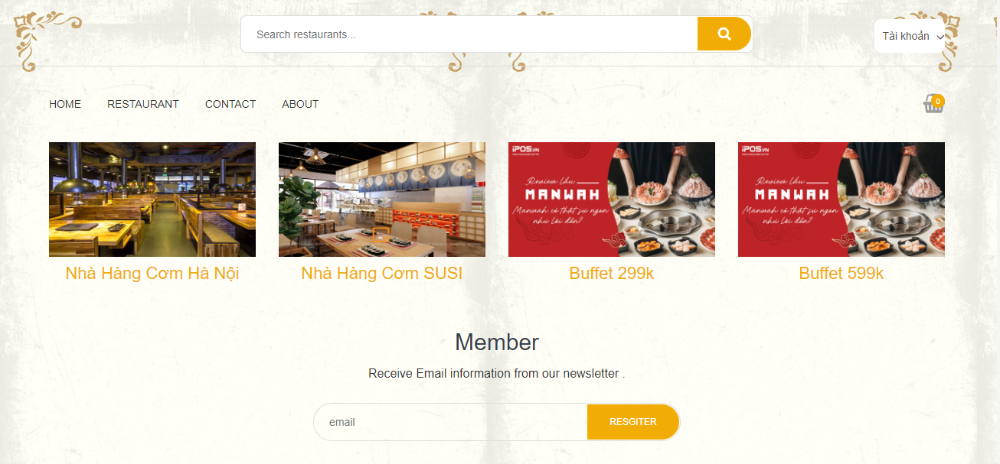 Search restaurants...
Tài khoản
HOME
RESTAURANT
CONTACT
ABOUT
0
iPOS.VN
Review lẩu
MANWAH
Manwah có thật sự ngon
như lời đồn?
iPOS.VN
Review lẩu
MANWAH
Manwah có thật sự ngon
như lời đồn?
Nhà Hàng Cơm Hà Nội
Nhà Hàng Cơm SUSI
Buffet 299k
Buffet 599k
Member
Receive Email information from our newsletter .
email
RESGITER